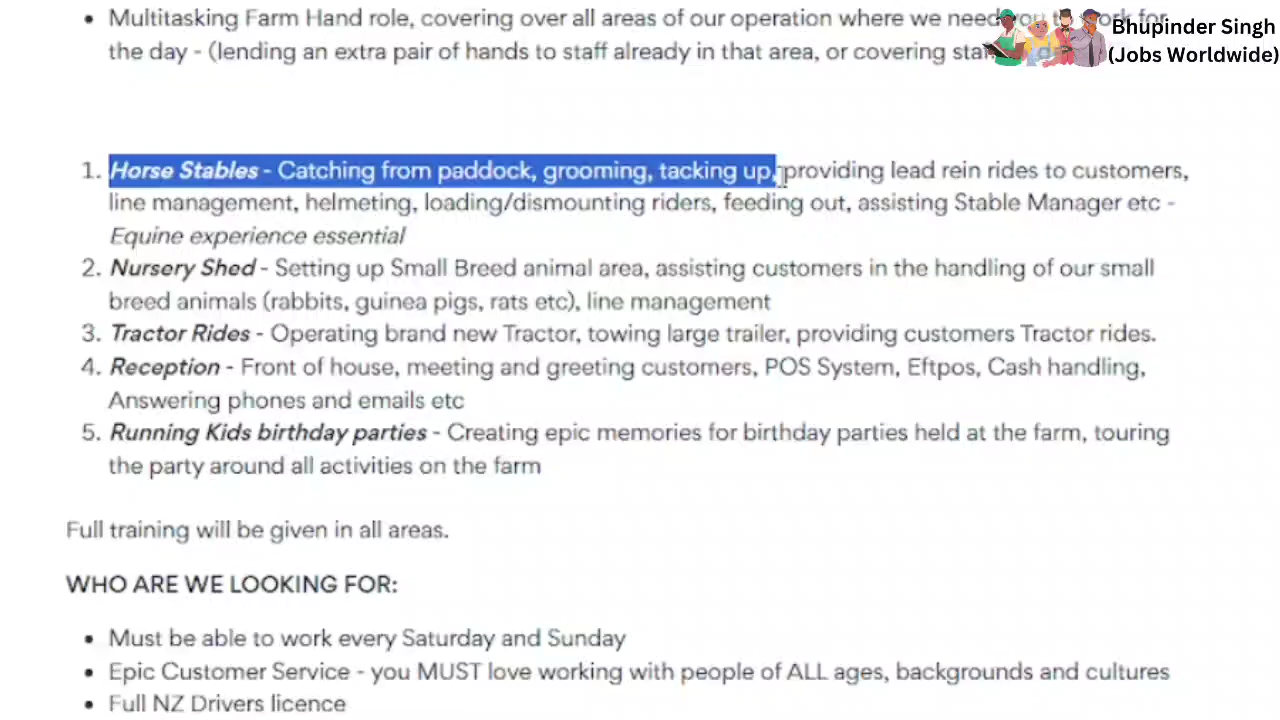 Multitasking Farm Hand role, covering over all areas of our operation where we need you to work for
the day - (lending an extra pair of hands to staff already in that area, or covering
Bhupinder Singh
(Jobs Worldwide)
1. Horse Stables - Catching from paddock, grooming, tacking up, providing lead rein rides to customers,
line management, helmeting, loading/dismounting riders, feeding out, assisting Stable Manager etc -
Equine experience essential
2. Nursery Shed - Setting up Small Breed animal area, assisting customers in the handling of our small
breed animals (rabbits, guinea pigs, rats etc), line management
3. Tractor Rides - Operating brand new Tractor, towing large trailer, providing customers Tractor rides.
4. Reception - Front of house, meeting and greeting customers, POS System, Eftpos, Cash handling,
Answering phones and emails etc
5. Running Kids birthday parties - Creating epic memories for birthday parties held at the farm, touring
the party around all activities on the farm
Full training will be given in all areas.
WHO ARE WE LOOKING FOR:
• Must be able to work every Saturday and Sunday
• Epic Customer Service - you MUST love working with people of ALL ages, backgrounds and cultures
• Full NZ Drivers licence